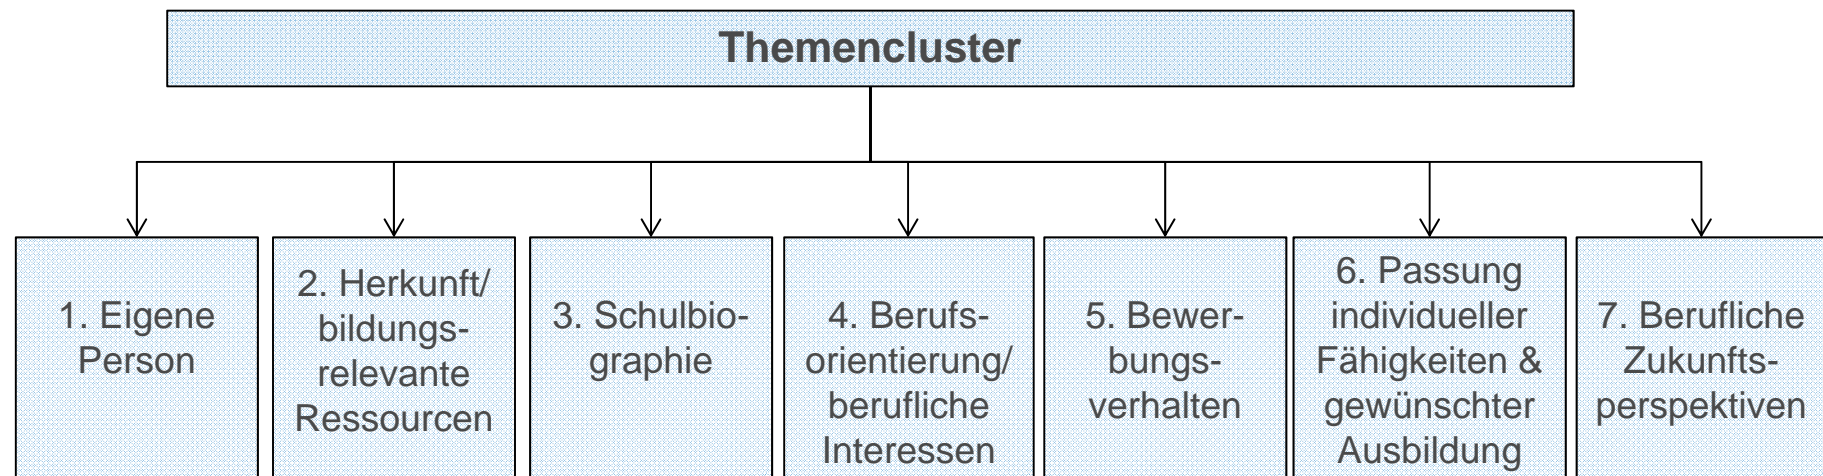 Themencluster
1. Eigene
Person
2. Herkunft/
bildungs-
relevante
Ressourcen
3. Schulbio-
graphie
4. Berufs-
orientierung/
berufliche
Interessen
5. Bewer-
bungs-
verhalten
6. Passung
individueller
Fähigkeiten &
gewünschter
Ausbildung
7. Berufliche
Zukunfts-
perspektiven